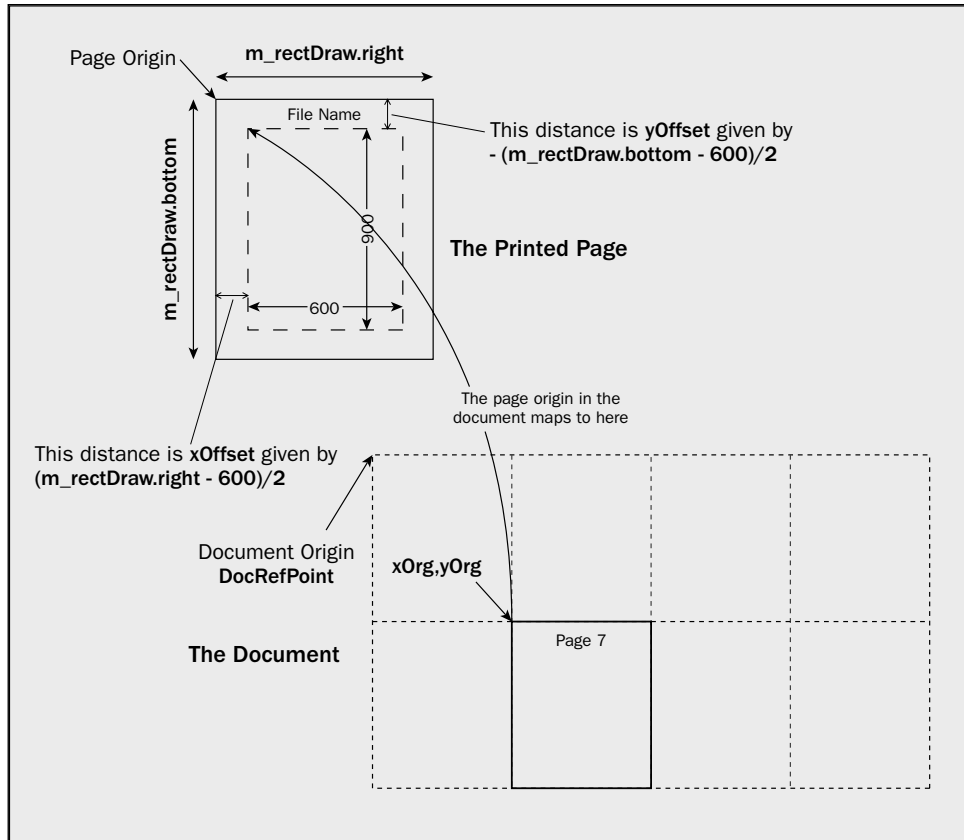 m_rectDraw.right
Page Origin
File Name
This distance is yOffset given by
- (m_rectDraw.bottom - 600)/2
m_rectDraw.bottom
900
The Printed Page
600
The page origin in the
document maps to here
This distance is xOffset given by
(m_rectDraw.right - 600)/2
Document Origin
DocRefPoint
xOrg,yOrg
Page 7
The Document